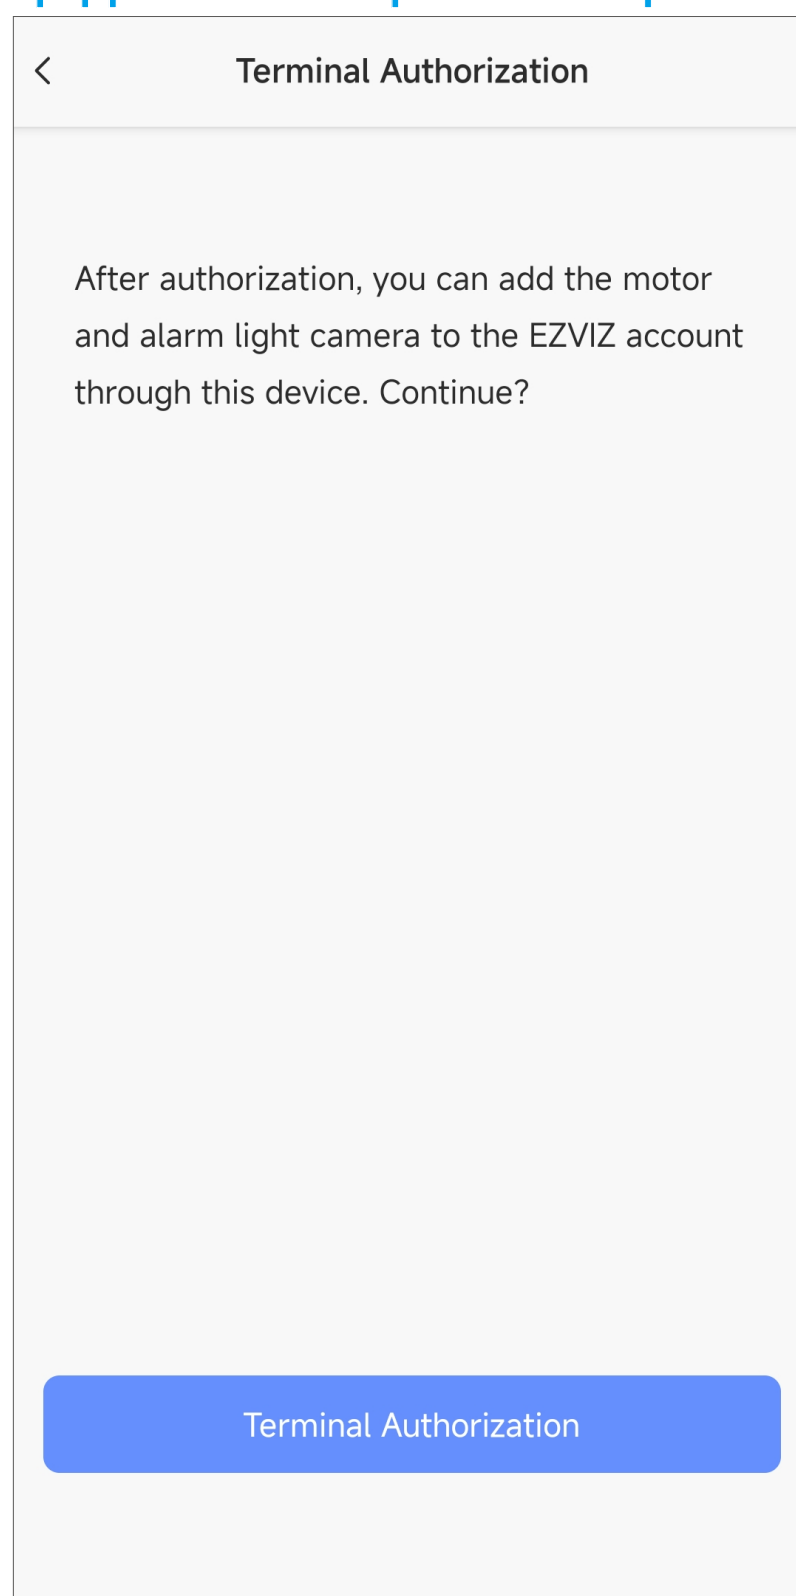 Terminal Authorization
After authorization, you can add the motor
and alarm light camera to the EZVIZ account
through this device. Continue?
Terminal Authorization